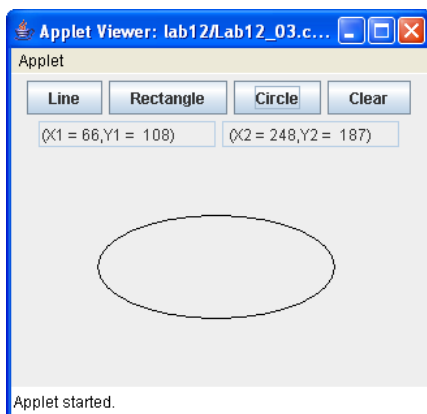 Applet Viewer: lab12/Lab12_03.c...
Applet
Line Rectangle Circle Clear
(X1 = 66,Y1 = 108) (X2 = 248,Y2 = 187)
Applet started.